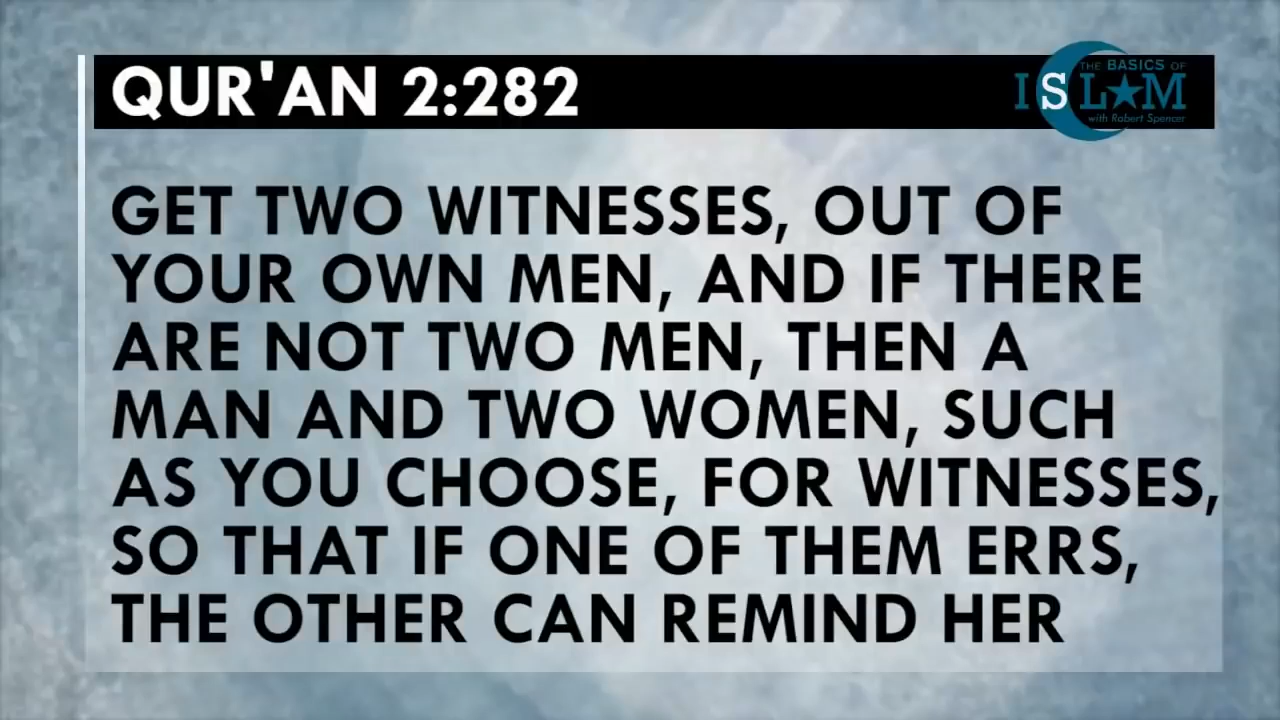 QUR'AN 2:282
THE BASICS OF
ISLAM
with Robert Spencer
GET TWO WITNESSES, OUT OF
YOUR OWN MEN, AND IF THERE
ARE NOT TWO MEN, THEN A
MAN AND TWO WOMEN, SUCH
AS YOU CHOOSE, FOR WITNESSES,
SO THAT IF ONE OF THEM ERRS,
THE OTHER CAN REMIND HER